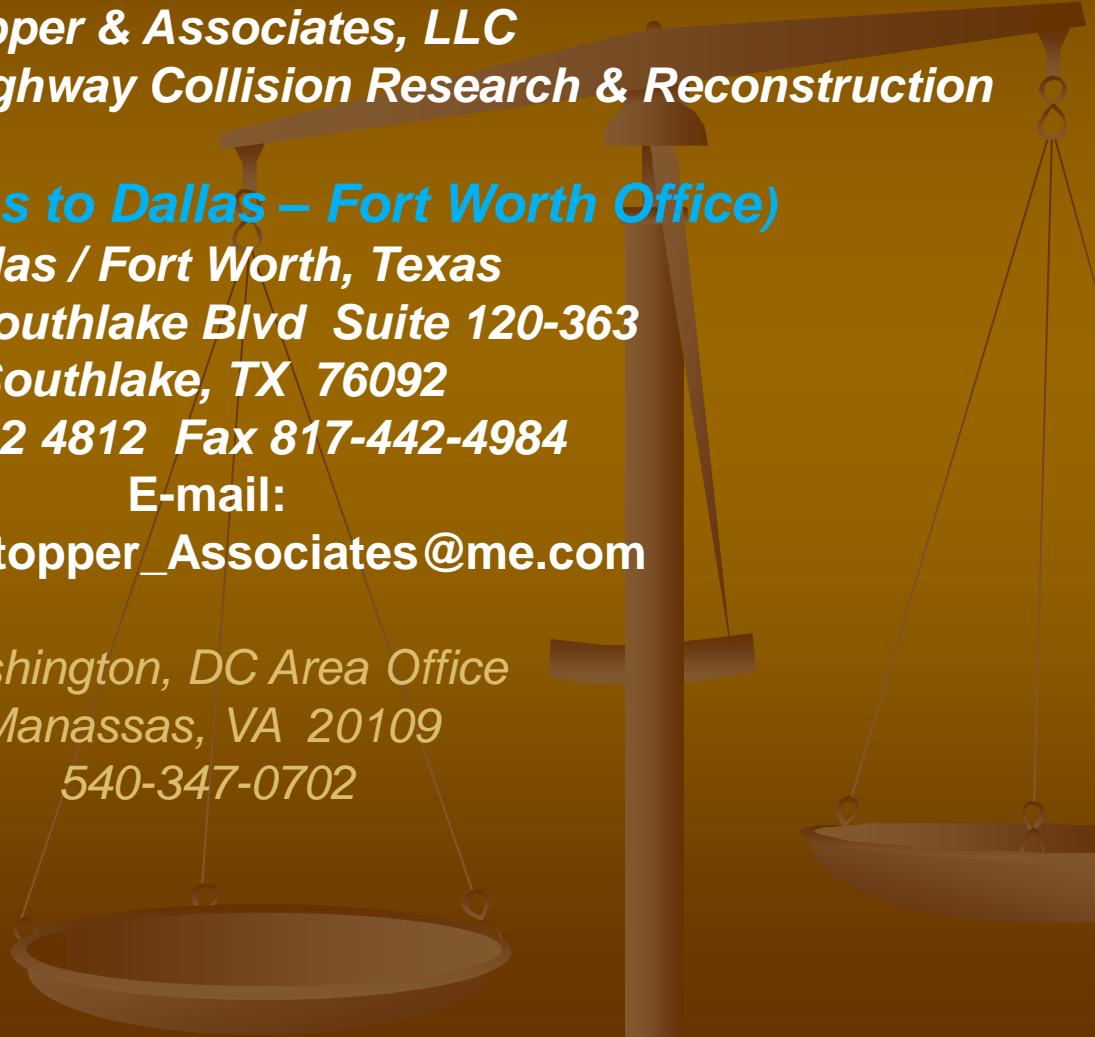 pper & Associates, LLC
ghway Collision Research & Reconstruction
s to Dallas – Fort Worth Office)
las / Fort Worth, Texas
outhlake Blvd Suite 120-363
Southlake, TX 76092
2 4812 Fax 817-442-4984
E-mail:
topper_Associates@me.com
shington, DC Area Office
Manassas, VA 20109
540-347-0702